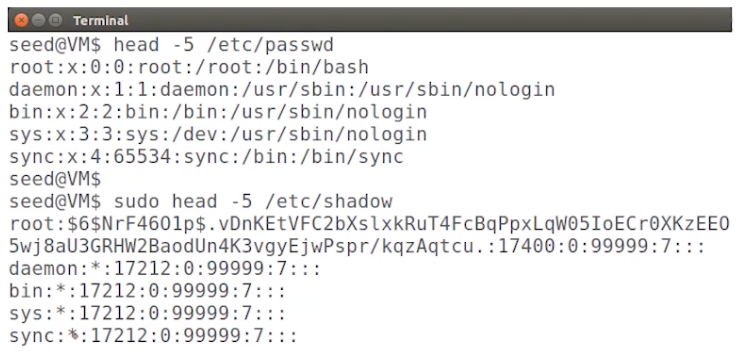 Terminal
seed@VM$ head -5 /etc/passwd
root:x:0:0:root:/root:/bin/bash
daemon:x:1:1:daemon:/usr/sbin:/usr/sbin/nologin
bin:x:2:2:bin:/bin:/usr/sbin/nologin
sys:x:3:3:sys:/dev:/usr/sbin/nologin
sync:x:4:65534:sync:/bin:/bin/sync
seed@VM$
seed@VM$ sudo head -5 /etc/shadow
root:$6$NrF46O1p$.vDnKEtVFC2bXslxkRuT4FcBqPpxLqW05IoECr0XKzEEO
5wj8aU3GRHW2BaodUn4K3vgyEjwPspr/kqzAqtcu.:17400:0:99999:7:::
daemon:*:17212:0:99999:7:::
bin:*:17212:0:99999:7:::
sys:*:17212:0:99999:7:::
sync:*:17212:0:99999:7:::